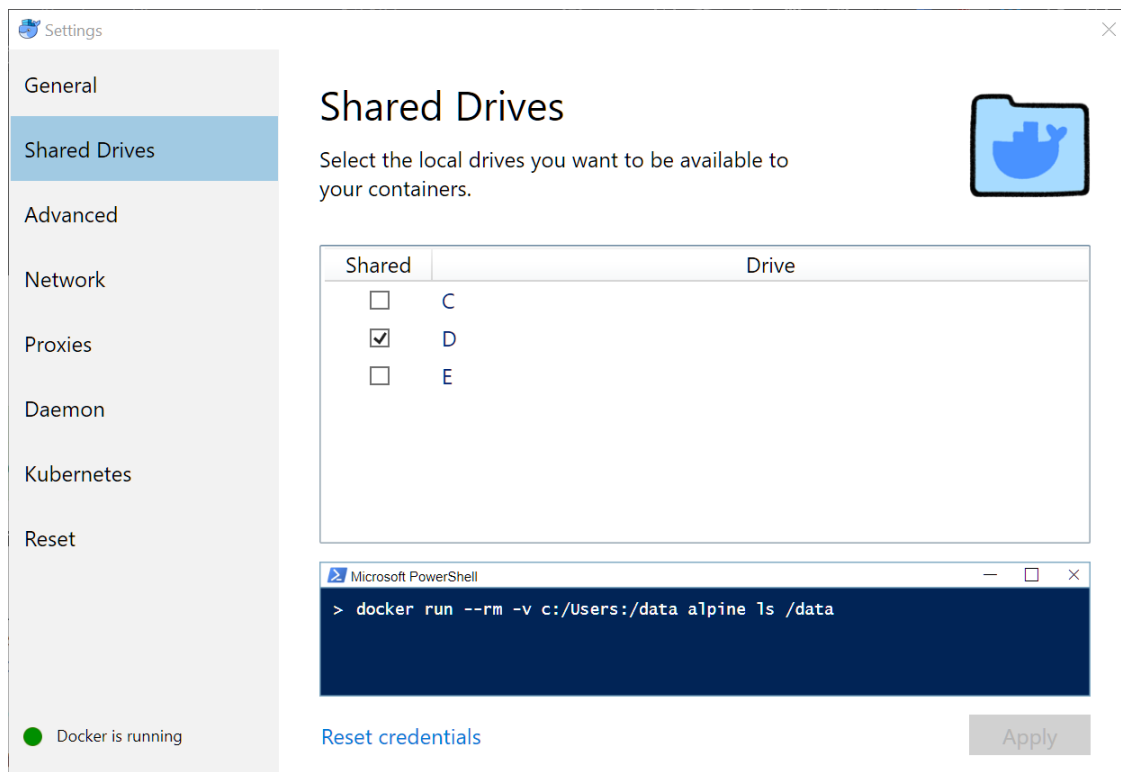 Settings
General
Shared Drives
Advanced
Network
Proxies
Daemon
Kubernetes
Reset
Docker is running
Shared Drives
Select the local drives you want to be available to
your containers.
Shared Drive
C
D
E
Microsoft PowerShell
> docker run --rm -v c:/Users:/data alpine ls /data
Reset credentials
Apply